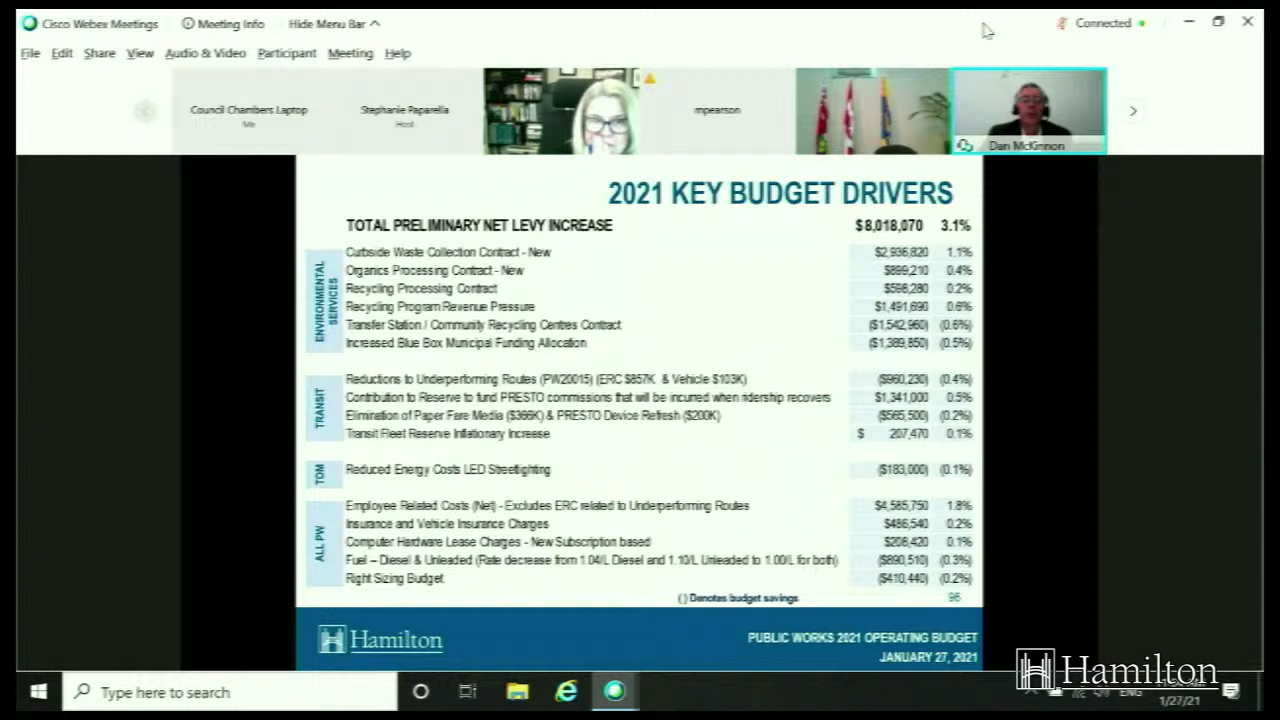 Cisco Webex Meetings Meeting Info Hide Menu Bar Connected
File Edit Share View Audio & Video Participant Meeting Help
Council Chambers Laptop
Me
Stephanie Paparella
Host
mpearson
Dan McKinnon
2021 KEY BUDGET DRIVERS
TOTAL PRELIMINARY NET LEVY INCREASE $8,018,070 3.1%
ENVIRONMENTAL SERVICES
Curbside Waste Collection Contract - New $2,936,820 1.1%
Organics Processing Contract - New $899,210 0.4%
Recycling Processing Contract $598,280 0.2%
Recycling Program Revenue Pressure $1,491,690 0.6%
Transfer Station / Community Recycling Centres Contract ($1,542,960) (0.6%)
Increased Blue Box Municipal Funding Allocation ($1,389,850) (0.5%)
TRANSIT
Reductions to Underperforming Routes (PW20015) (ERC $857K & Vehicle $103K) ($960,230) (0.4%)
Contribution to Reserve to fund PRESTO commissions that will be incurred when ridership recovers $1,341,000 0.5%
Elimination of Paper Fare Media ($366K) & PRESTO Device Refresh ($200K) ($565,500) (0.2%)
Transit Fleet Reserve Inflationary Increase $ 207,470 0.1%
TOM
Reduced Energy Costs LED Streetlighting ($183,000) (0.1%)
ALL PW
Employee Related Costs (Net) - Excludes ERC related to Underperforming Routes $4,585,750 1.8%
Insurance and Vehicle Insurance Charges $486,540 0.2%
Computer Hardware Lease Charges - New Subscription based $208,420 0.1%
Fuel – Diesel & Unleaded (Rate decrease from 1.04/L Diesel and 1.10/L Unleaded to 1.00/L for both) ($890,510) (0.3%)
Right Sizing Budget ($410,440) (0.2%)
( ) Denotes budget savings 96
Hamilton
PUBLIC WORKS 2021 OPERATING BUDGET
JANUARY 27, 2021
Hamilton
Type here to search
ENG
1/27/21